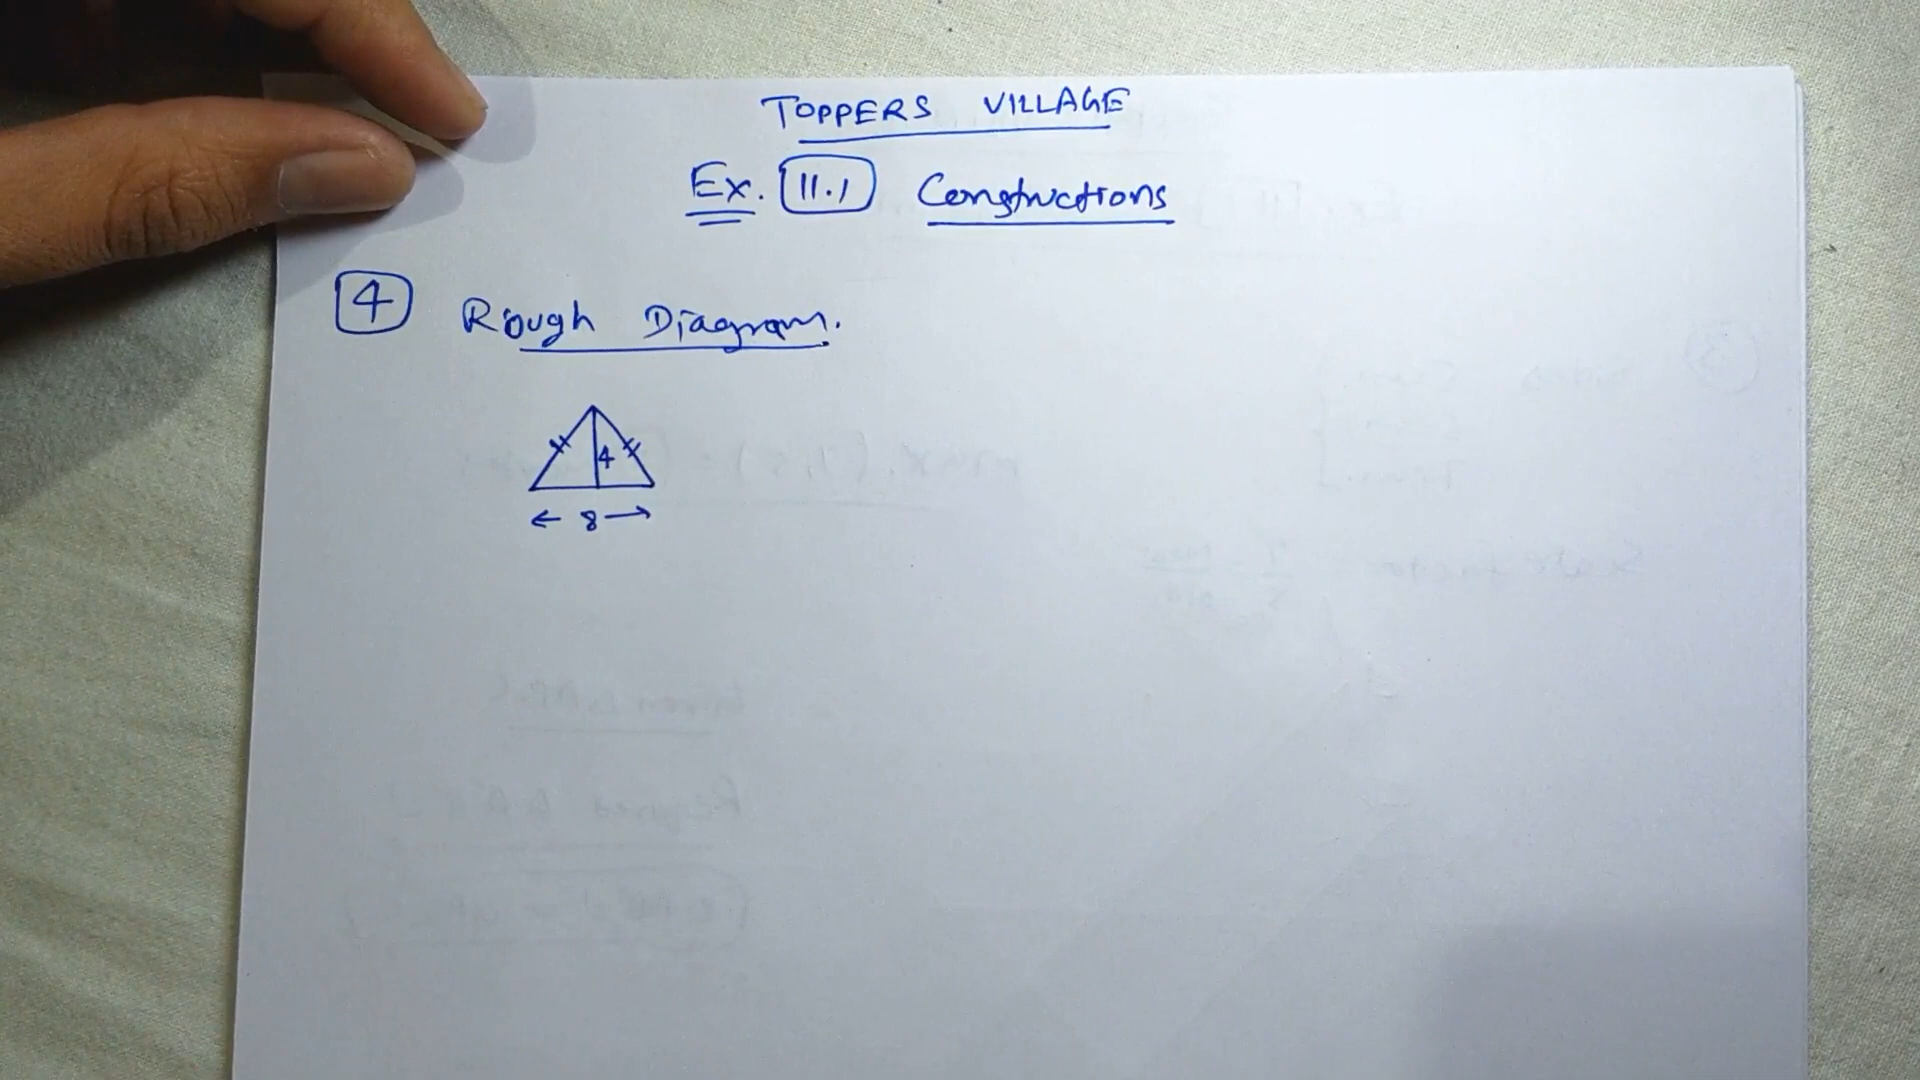 TOPPERS VILLAGE
Ex. 11.1 Constructions
4 Rough Diagram.
4
← 8 →